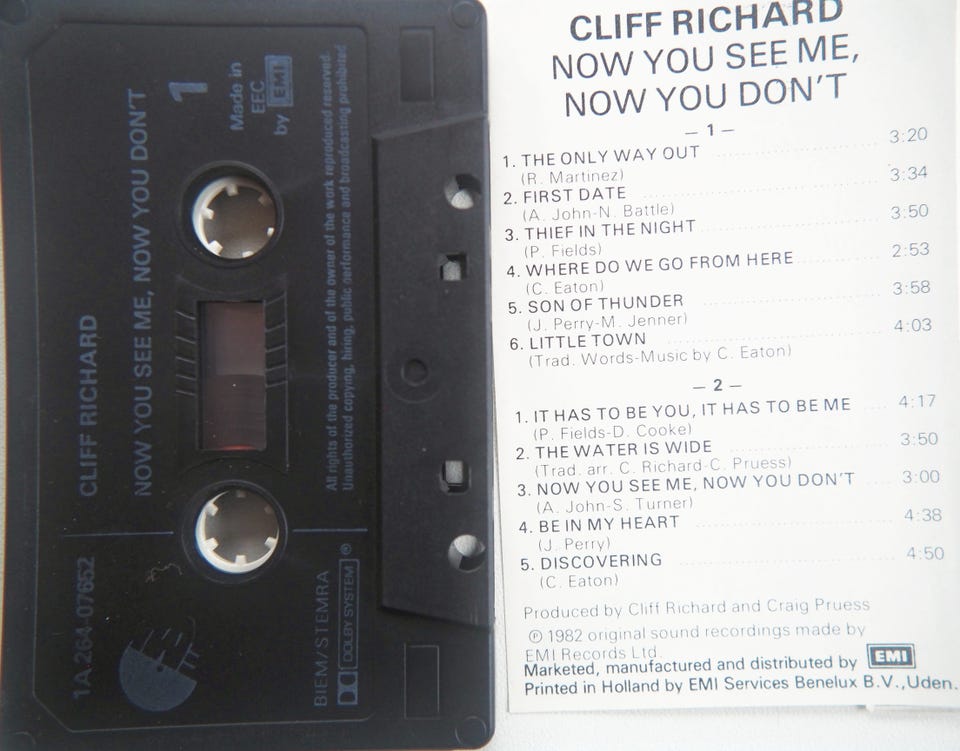 CLIFF RICHARD
NOW YOU SEE ME, NOW YOU DON'T
1
Made in
EEC
by EMI
All rights of the producer and of the owner of the work reproduced reserved.
Unauthorized copying, hiring, public performance and broadcasting prohibited
1A 264-07652
BIEM/STEMRA
DOLBY SYSTEM ®
CLIFF RICHARD
NOW YOU SEE ME,
NOW YOU DON'T
— 1 —
1. THE ONLY WAY OUT 3:20
(R. Martinez)
2. FIRST DATE 3:34
(A. John-N. Battle)
3. THIEF IN THE NIGHT 3:50
(P. Fields)
4. WHERE DO WE GO FROM HERE 2:53
(C. Eaton)
5. SON OF THUNDER 3:58
(J. Perry-M. Jenner)
6. LITTLE TOWN 4:03
(Trad. Words-Music by C. Eaton)
— 2 —
1. IT HAS TO BE YOU, IT HAS TO BE ME 4:17
(P. Fields-D. Cooke)
2. THE WATER IS WIDE 3:50
(Trad. arr. C. Richard-C. Pruess)
3. NOW YOU SEE ME, NOW YOU DON'T 3:00
(A. John-S. Turner)
4. BE IN MY HEART 4:38
(J. Perry)
5. DISCOVERING 4:50
(C. Eaton)
Produced by Cliff Richard and Craig Pruess
℗ 1982 original sound recordings made by
EMI Records Ltd.
Marketed, manufactured and distributed by EMI
Printed in Holland by EMI Services Benelux B.V.,Uden.